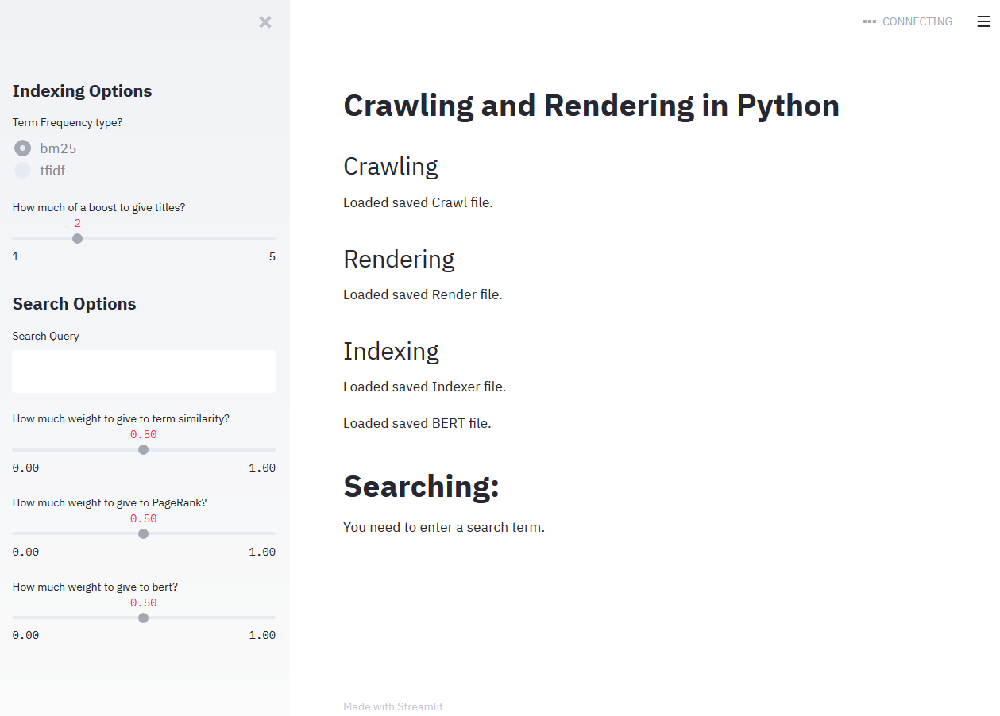 Indexing Options
Term Frequency type?
bm25
tfidf
How much of a boost to give titles?
2
1 5
Search Options
Search Query
How much weight to give to term similarity?
0.50
0.00 1.00
How much weight to give to PageRank?
0.50
0.00 1.00
How much weight to give to bert?
0.50
0.00 1.00
CONNECTING
Crawling and Rendering in Python
Crawling
Loaded saved Crawl file.
Rendering
Loaded saved Render file.
Indexing
Loaded saved Indexer file.
Loaded saved BERT file.
Searching:
You need to enter a search term.
Made with Streamlit